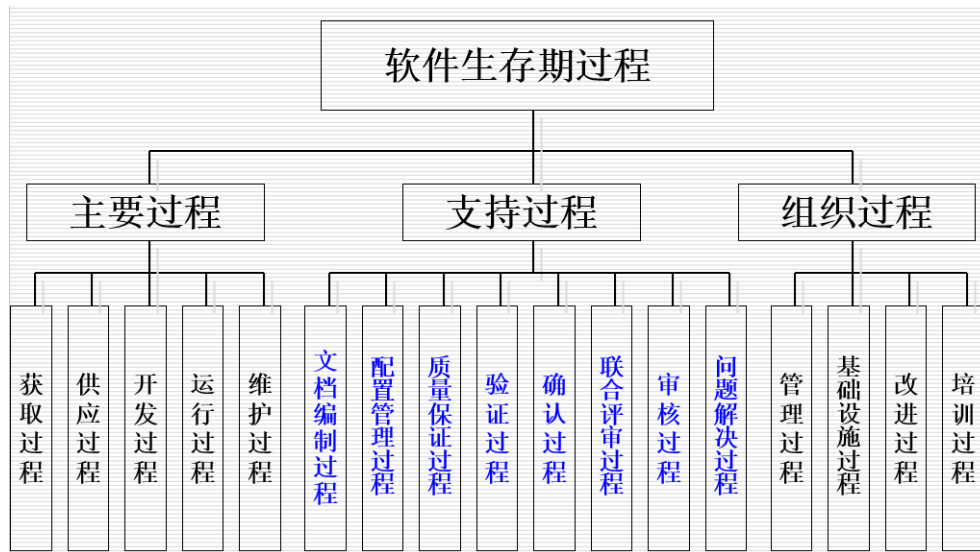 软件生存期过程
主要过程
支持过程
组织过程
获取过程
供应过程
开发过程
运行过程
维护过程
文档编制过程
配置管理过程
质量保证过程
验证过程
确认过程
联合评审过程
审核过程
问题解决过程
管理过程
基础设施过程
改进过程
培训过程